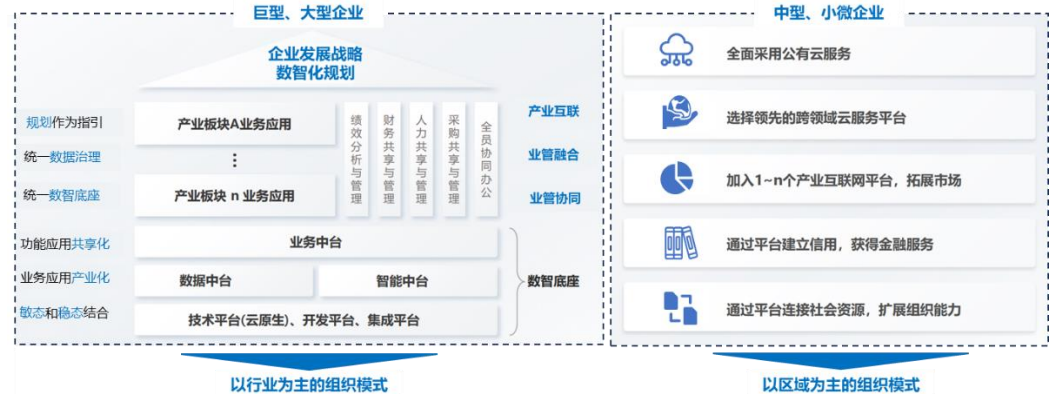 巨型、大型企业
企业发展战略
数智化规划
规划作为指引
统一数据治理
统一数智底座
功能应用共享化
业务应用产业化
敏态和稳态结合
产业板块A业务应用
⋮
产业板块 n 业务应用
绩效分析与管理
财务共享与管理
人力共享与管理
采购共享与管理
全员协同办公
产业互联
业管融合
业管协同
业务中台
数据中台
智能中台
技术平台(云原生)、开发平台、集成平台
数智底座
以行业为主的组织模式
中型、小微企业
全面采用公有云服务
选择领先的跨领域云服务平台
加入1~n个产业互联网平台，拓展市场
通过平台建立信用，获得金融服务
通过平台连接社会资源，扩展组织能力
以区域为主的组织模式